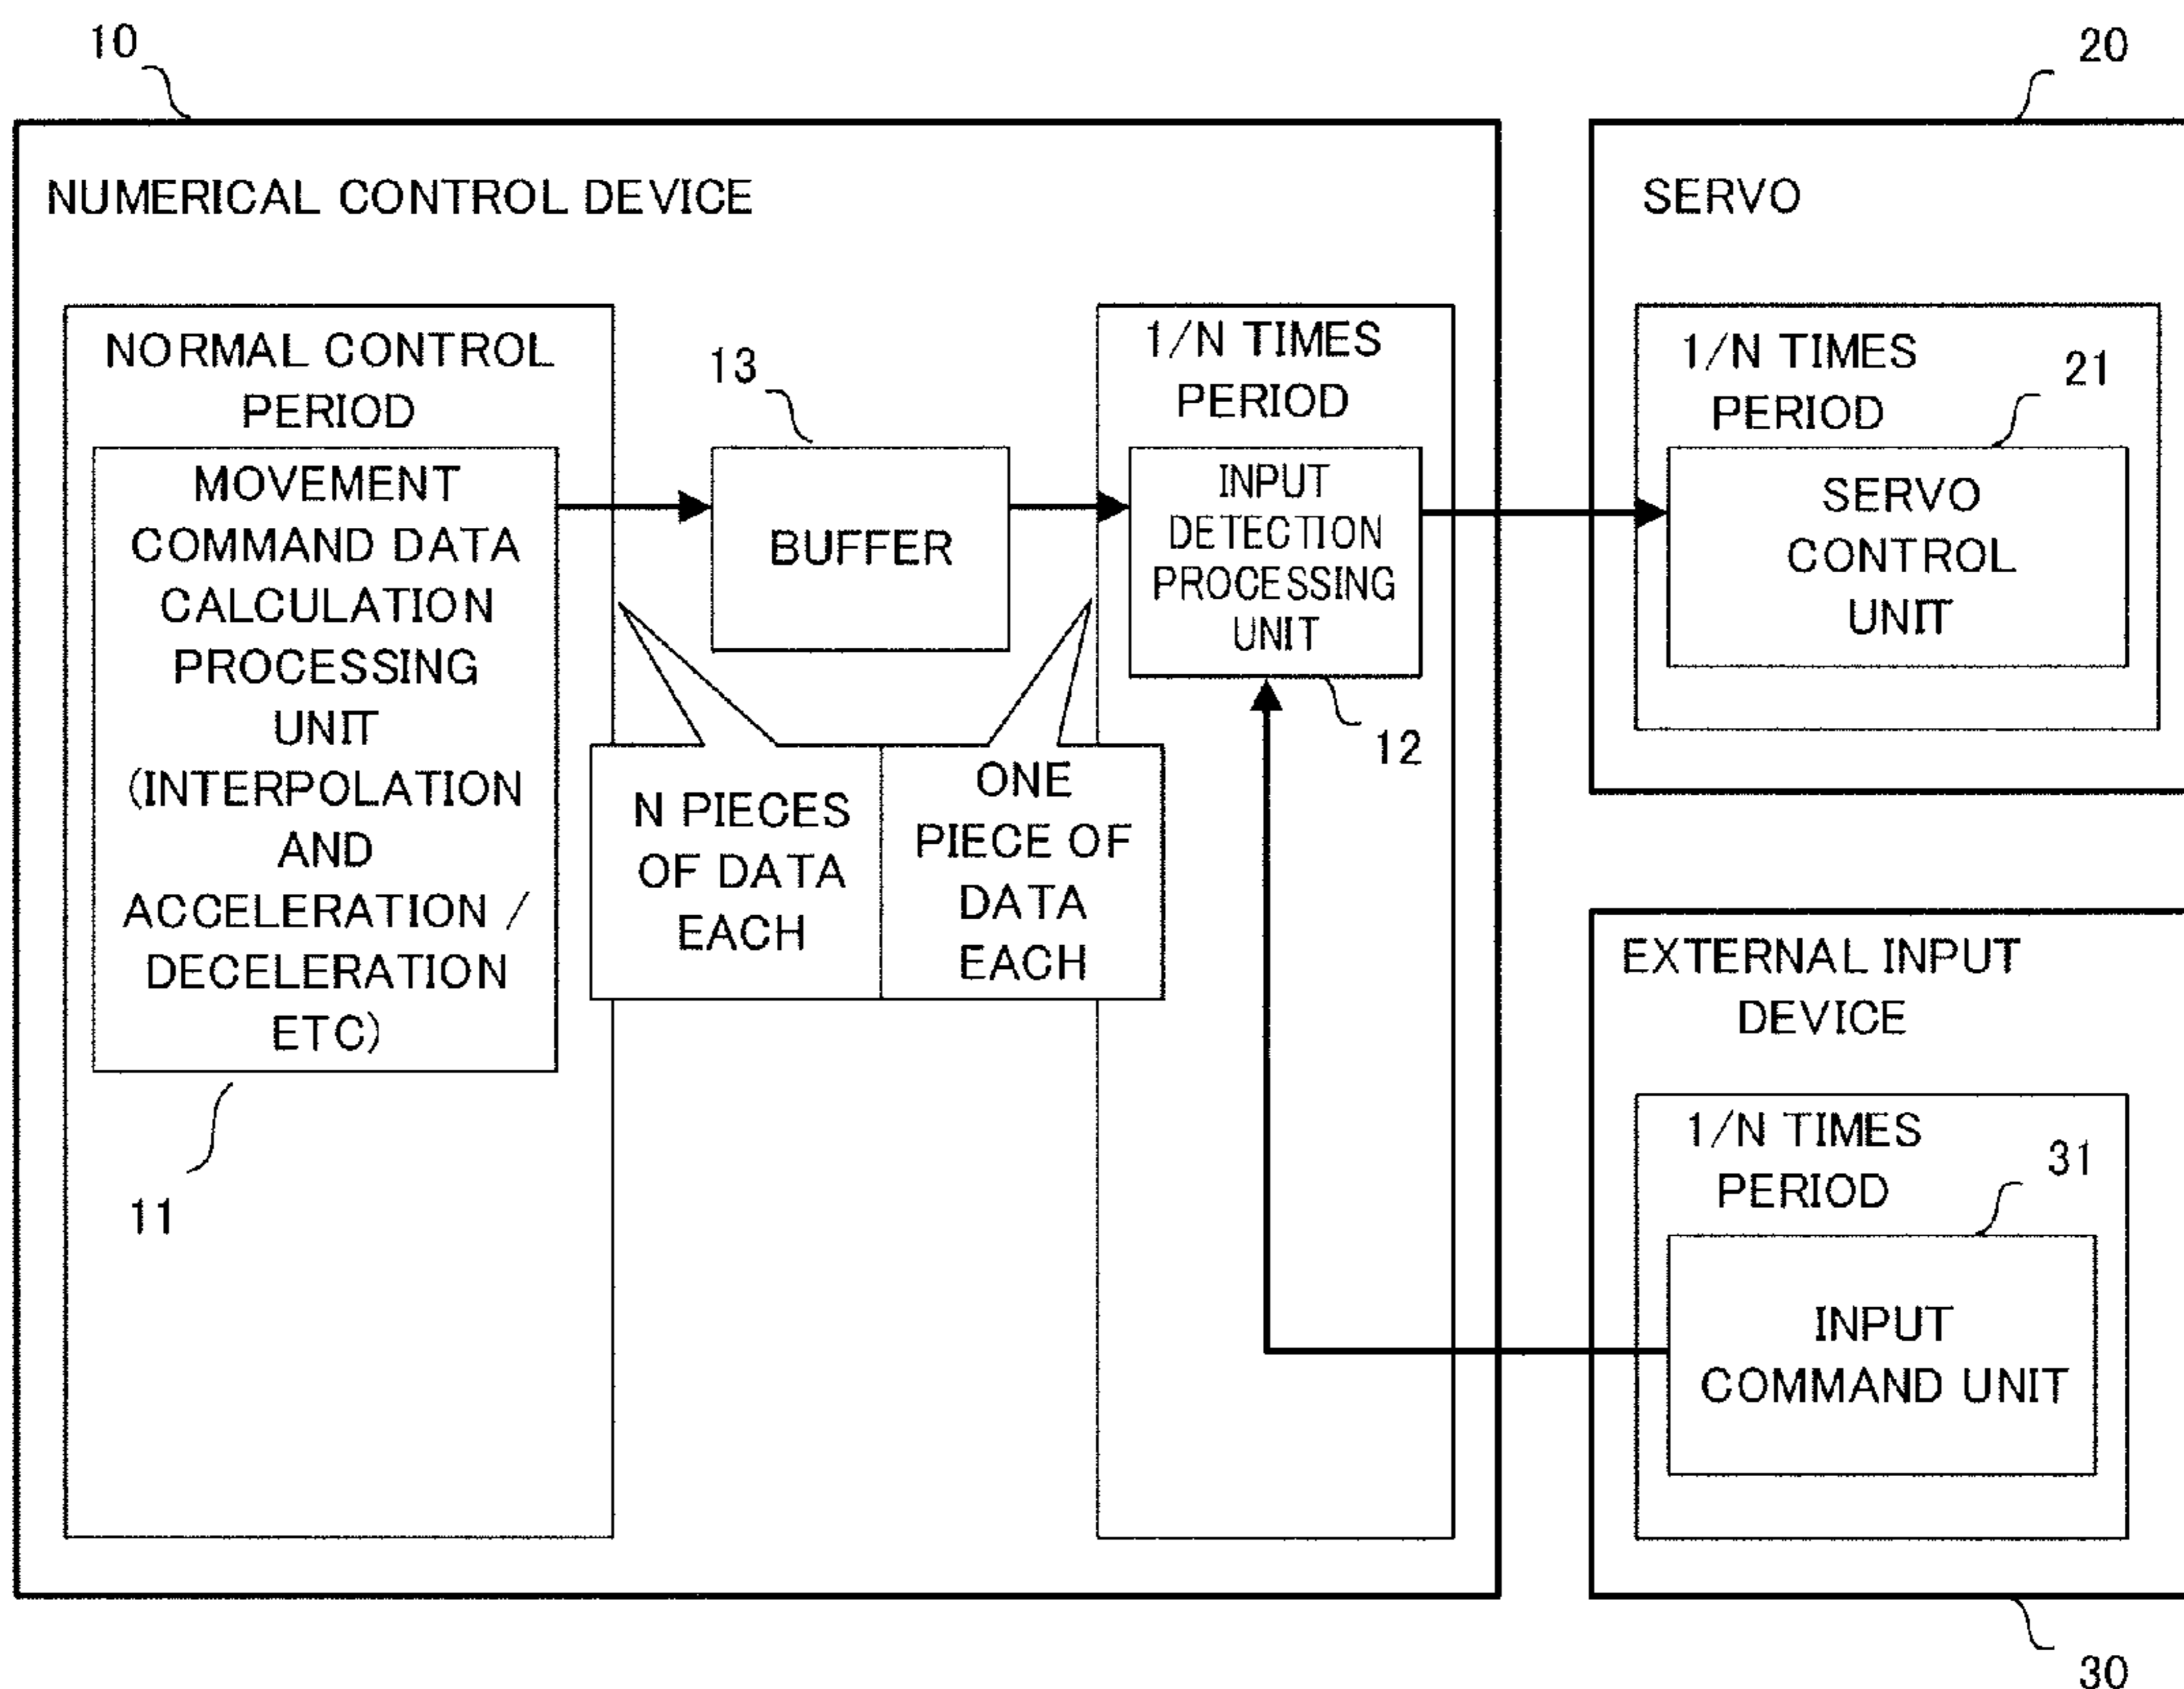 10
20
NUMERICAL CONTROL DEVICE
NORMAL CONTROL
PERIOD
MOVEMENT
COMMAND DATA
CALCULATION
PROCESSING
UNIT
(INTERPOLATION
AND
ACCELERATION /
DECELERATION
ETC)
11
13
BUFFER
N PIECES
OF DATA
EACH
ONE
PIECE OF
DATA
EACH
1/N TIMES
PERIOD
INPUT
DETECTION
PROCESSING
UNIT
12
SERVO
1/N TIMES
PERIOD
21
SERVO
CONTROL
UNIT
EXTERNAL INPUT
DEVICE
1/N TIMES
PERIOD
31
INPUT
COMMAND UNIT
30